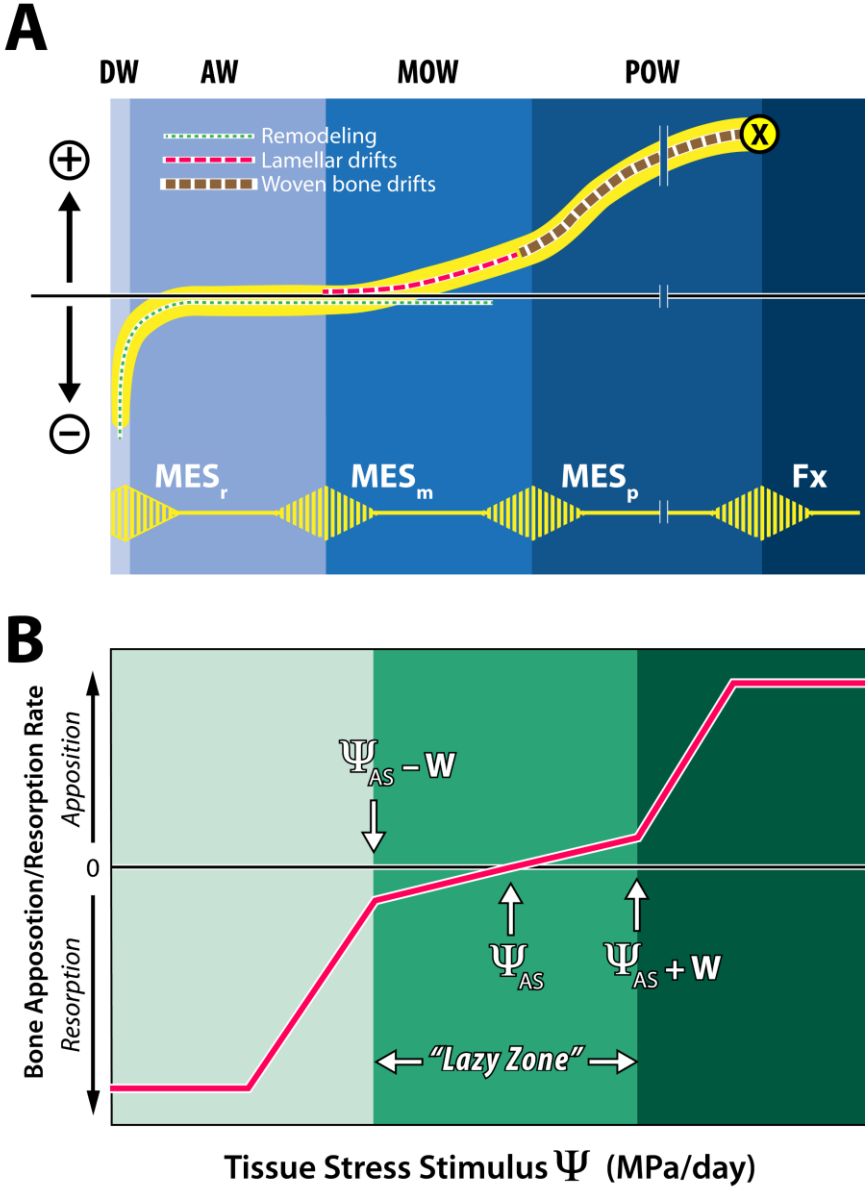 A
DW AW MOW POW
Remodeling
Lamellar drifts
Woven bone drifts
+
X
−
MESr MESm MESp Fx
B
Bone Apposotion/Resorption Rate
Apposition
0
Resorption
ΨAS – W
ΨAS
ΨAS + W
“Lazy Zone”
Tissue Stress Stimulus Ψ (MPa/day)